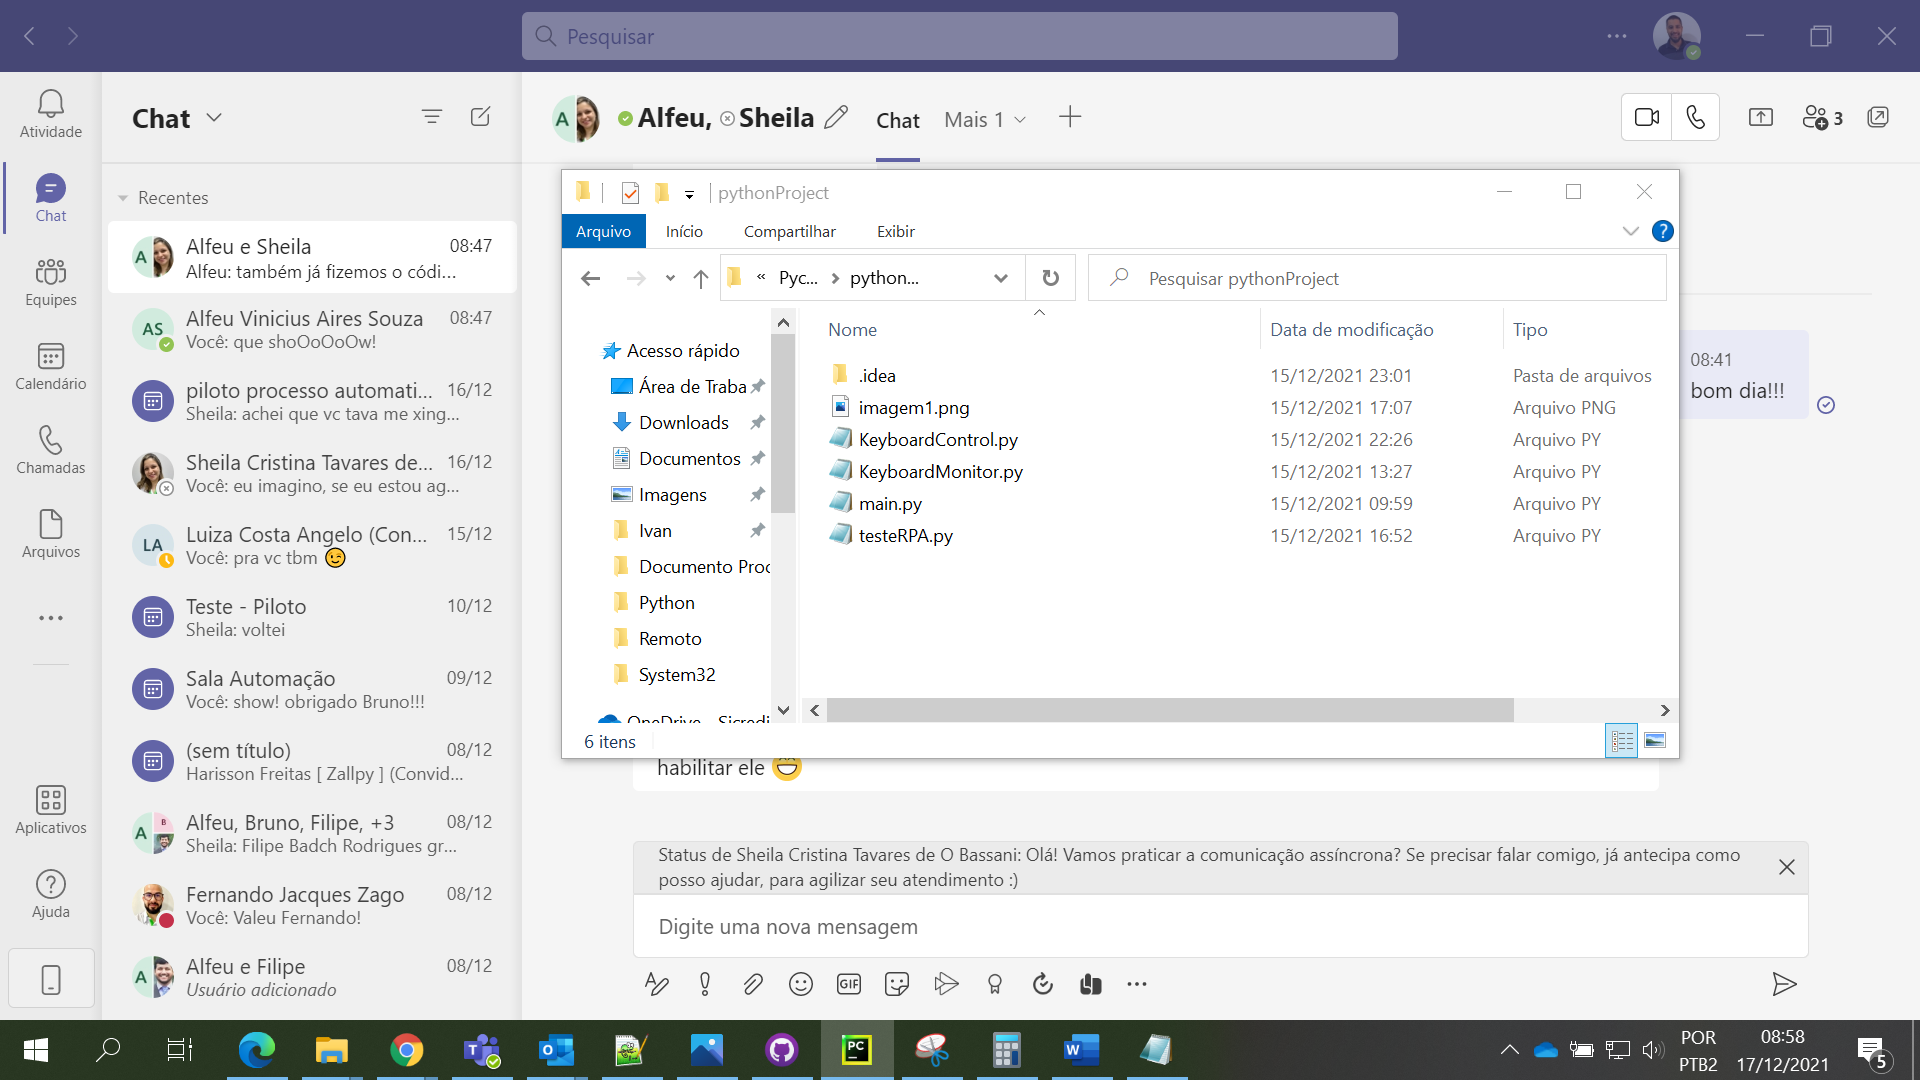 Pesquisar
Atividade
Chat
Equipes
Calendário
Chamadas
Arquivos
Aplicativos
Ajuda
Chat
Recentes
Alfeu e Sheila 08:47
Alfeu: também já fizemos o códi...
Alfeu Vinicius Aires Souza 08:47
Você: que shoOoOoOw!
piloto processo automati... 16/12
Sheila: achei que vc tava me xing...
Sheila Cristina Tavares de... 16/12
Você: eu imagino, se eu estou ag...
Luiza Costa Angelo (Con... 15/12
Você: pra vc tbm
Teste - Piloto 10/12
Sheila: voltei
Sala Automação 09/12
Você: show! obrigado Bruno!!!
(sem título) 08/12
Harisson Freitas [ Zallpy ] (Convid...
Alfeu, Bruno, Filipe, +3 08/12
Sheila: Filipe Badch Rodrigues gr...
Fernando Jacques Zago 08/12
Você: Valeu Fernando!
Alfeu e Filipe 08/12
Usuário adicionado
A
AS
LA
A
B
A
A Alfeu, Sheila Chat Mais 1 3
pythonProject
Arquivo Início Compartilhar Exibir ?
« Pyc... python... Pesquisar pythonProject
Acesso rápido
Área de Traba
Downloads
Documentos
Imagens
Ivan
Documento Proc
Python
Remoto
System32
OneDrive - Sicredi
Nome Data de modificação Tipo
.idea 15/12/2021 23:01 Pasta de arquivos
imagem1.png 15/12/2021 17:07 Arquivo PNG
KeyboardControl.py 15/12/2021 22:26 Arquivo PY
KeyboardMonitor.py 15/12/2021 13:27 Arquivo PY
main.py 15/12/2021 09:59 Arquivo PY
testeRPA.py 15/12/2021 16:52 Arquivo PY
6 itens
08:41
bom dia!!!
habilitar ele
Status de Sheila Cristina Tavares de O Bassani: Olá! Vamos praticar a comunicação assíncrona? Se precisar falar comigo, já antecipa como
posso ajudar, para agilizar seu atendimento :)
Digite uma nova mensagem
GIF
PC
W
POR
PTB2
08:58
17/12/2021
5